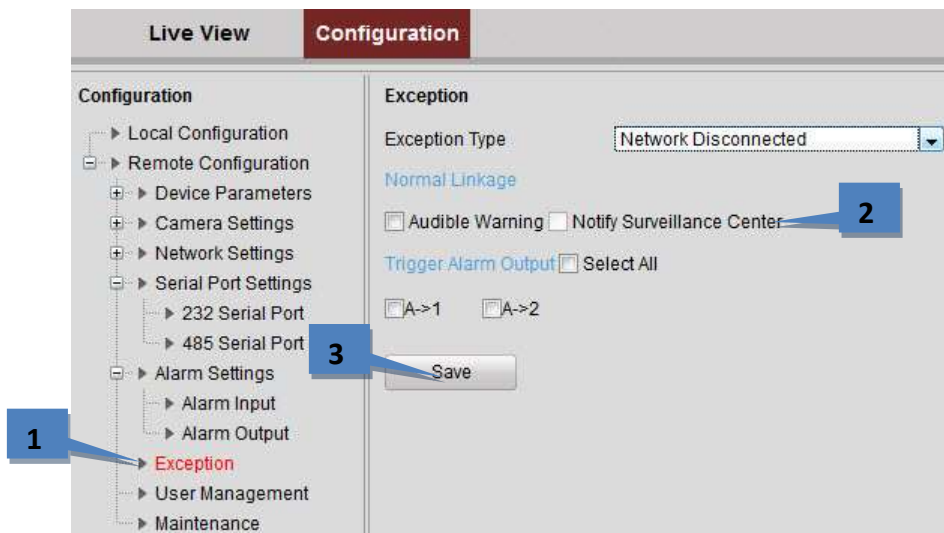 Live View Configuration
Configuration
Local Configuration
Remote Configuration
Device Parameters
Camera Settings
Network Settings
Serial Port Settings
232 Serial Port
485 Serial Port
Alarm Settings
Alarm Input
Alarm Output
Exception
User Management
Maintenance
1
Exception
Exception Type Network Disconnected
Normal Linkage
Audible Warning Notify Surveillance Center
2
Trigger Alarm Output Select All
A->1 A->2
3
Save